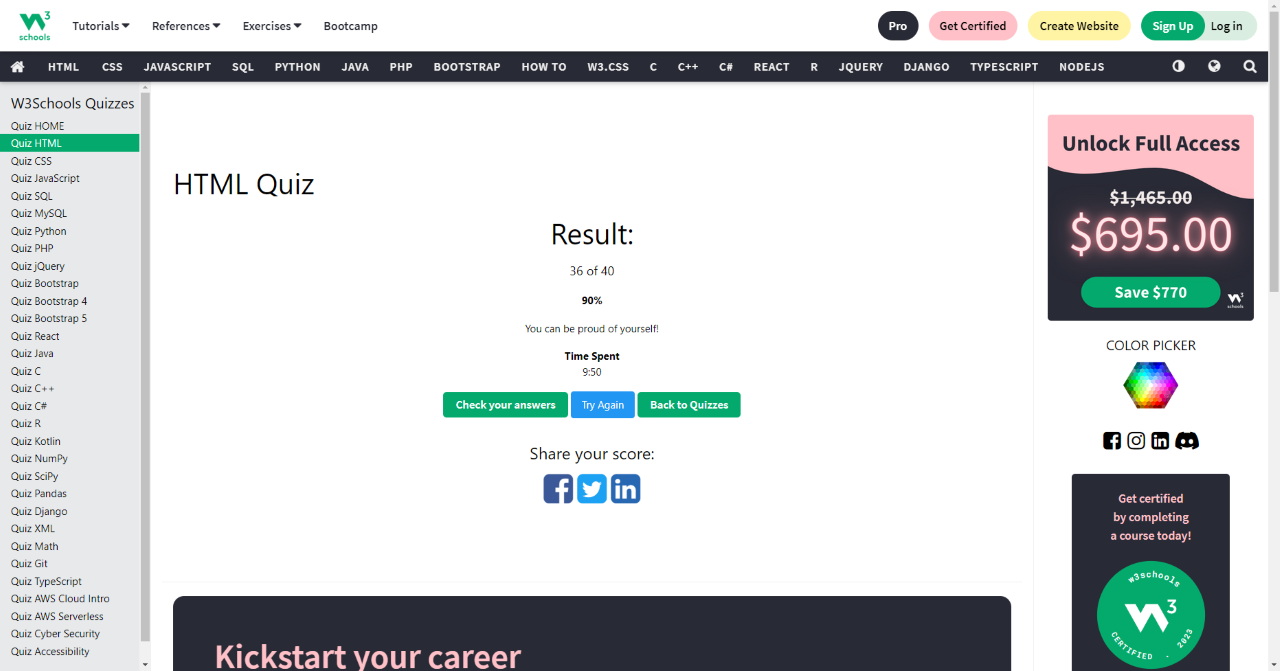 W3 schools
Tutorials References Exercises Bootcamp
Pro Get Certified Create Website Sign Up Log in
HTML CSS JAVASCRIPT SQL PYTHON JAVA PHP BOOTSTRAP HOW TO W3.CSS C C++ C# REACT R JQUERY DJANGO TYPESCRIPT NODEJS
W3Schools Quizzes
Quiz HOME
Quiz HTML
Quiz CSS
Quiz JavaScript
Quiz SQL
Quiz MySQL
Quiz Python
Quiz PHP
Quiz jQuery
Quiz Bootstrap
Quiz Bootstrap 4
Quiz Bootstrap 5
Quiz React
Quiz Java
Quiz C
Quiz C++
Quiz C#
Quiz R
Quiz Kotlin
Quiz NumPy
Quiz SciPy
Quiz Pandas
Quiz Django
Quiz XML
Quiz Math
Quiz Git
Quiz TypeScript
Quiz AWS Cloud Intro
Quiz AWS Serverless
Quiz Cyber Security
Quiz Accessibility
HTML Quiz
Result:
36 of 40
90%
You can be proud of yourself!
Time Spent
9:50
Check your answers Try Again Back to Quizzes
Share your score:
Kickstart your career
Unlock Full Access
$1,465.00
$695.00
Save $770
W3 schools
COLOR PICKER
Get certified
by completing
a course today!
w3schools
W3
CERTIFIED . 2023